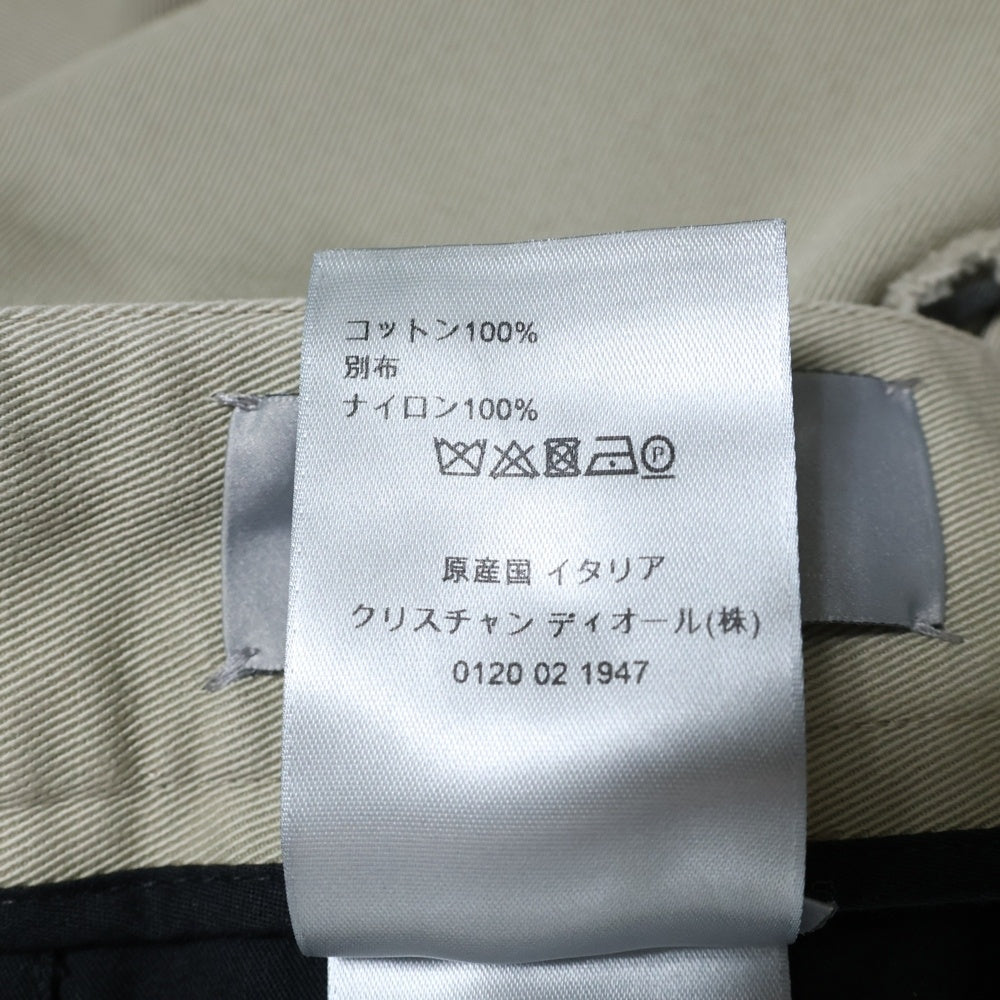 コットン100%
別布
ナイロン100%
P
原産国 イタリア
クリスチャン ディオール(株)
0120 02 1947